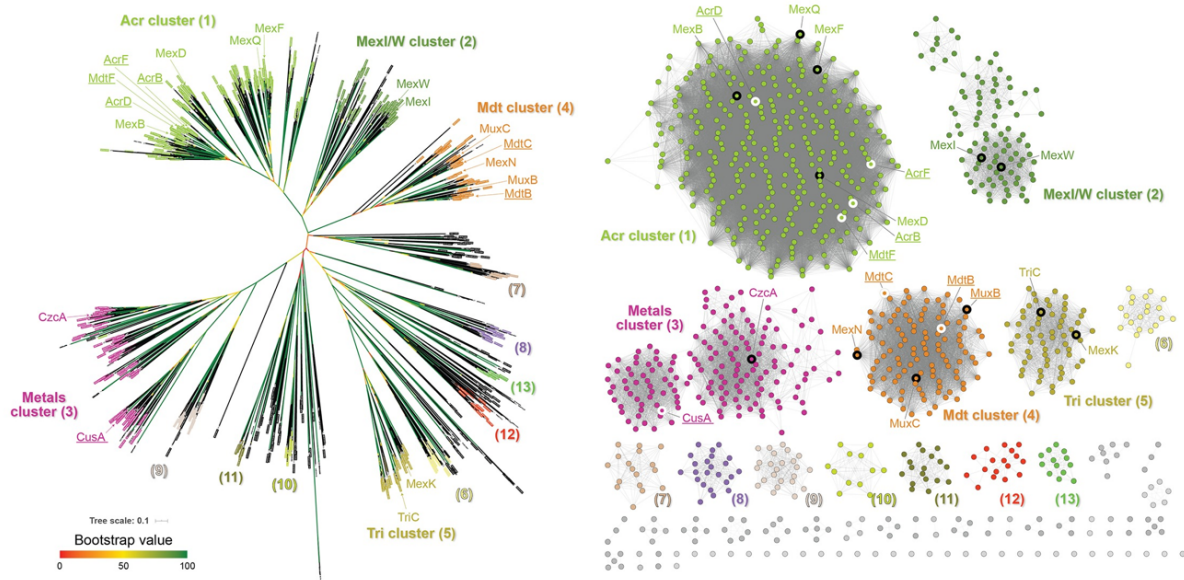 Acr cluster (1)
MexF
MexQ
MexD
AcrF
MdtF
AcrB
AcrD
MexB
MexI/W cluster (2)
MexW
MexI
Mdt cluster (4)
MuxC
MdtC
MexN
MuxB
MdtB
(7)
(8)
(13)
(12)
(6)
MexK
TriC
Tri cluster (5)
(10)
(11)
(9)
CzcA
Metals
cluster (3)
CusA
Tree scale: 0.1
Bootstrap value
0 50 100
AcrD
MexB
MexQ
MexF
AcrF
MexD
AcrB
MdtF
Acr cluster (1)
MexI
MexW
MexI/W cluster (2)
Metals
cluster (3)
CzcA
CusA
MdtC
MdtB
MuxB
MexN
MuxC
Mdt cluster (4)
TriC
MexK
Tri cluster (5)
(6)
(7)
(8)
(9)
(10)
(11)
(12)
(13)